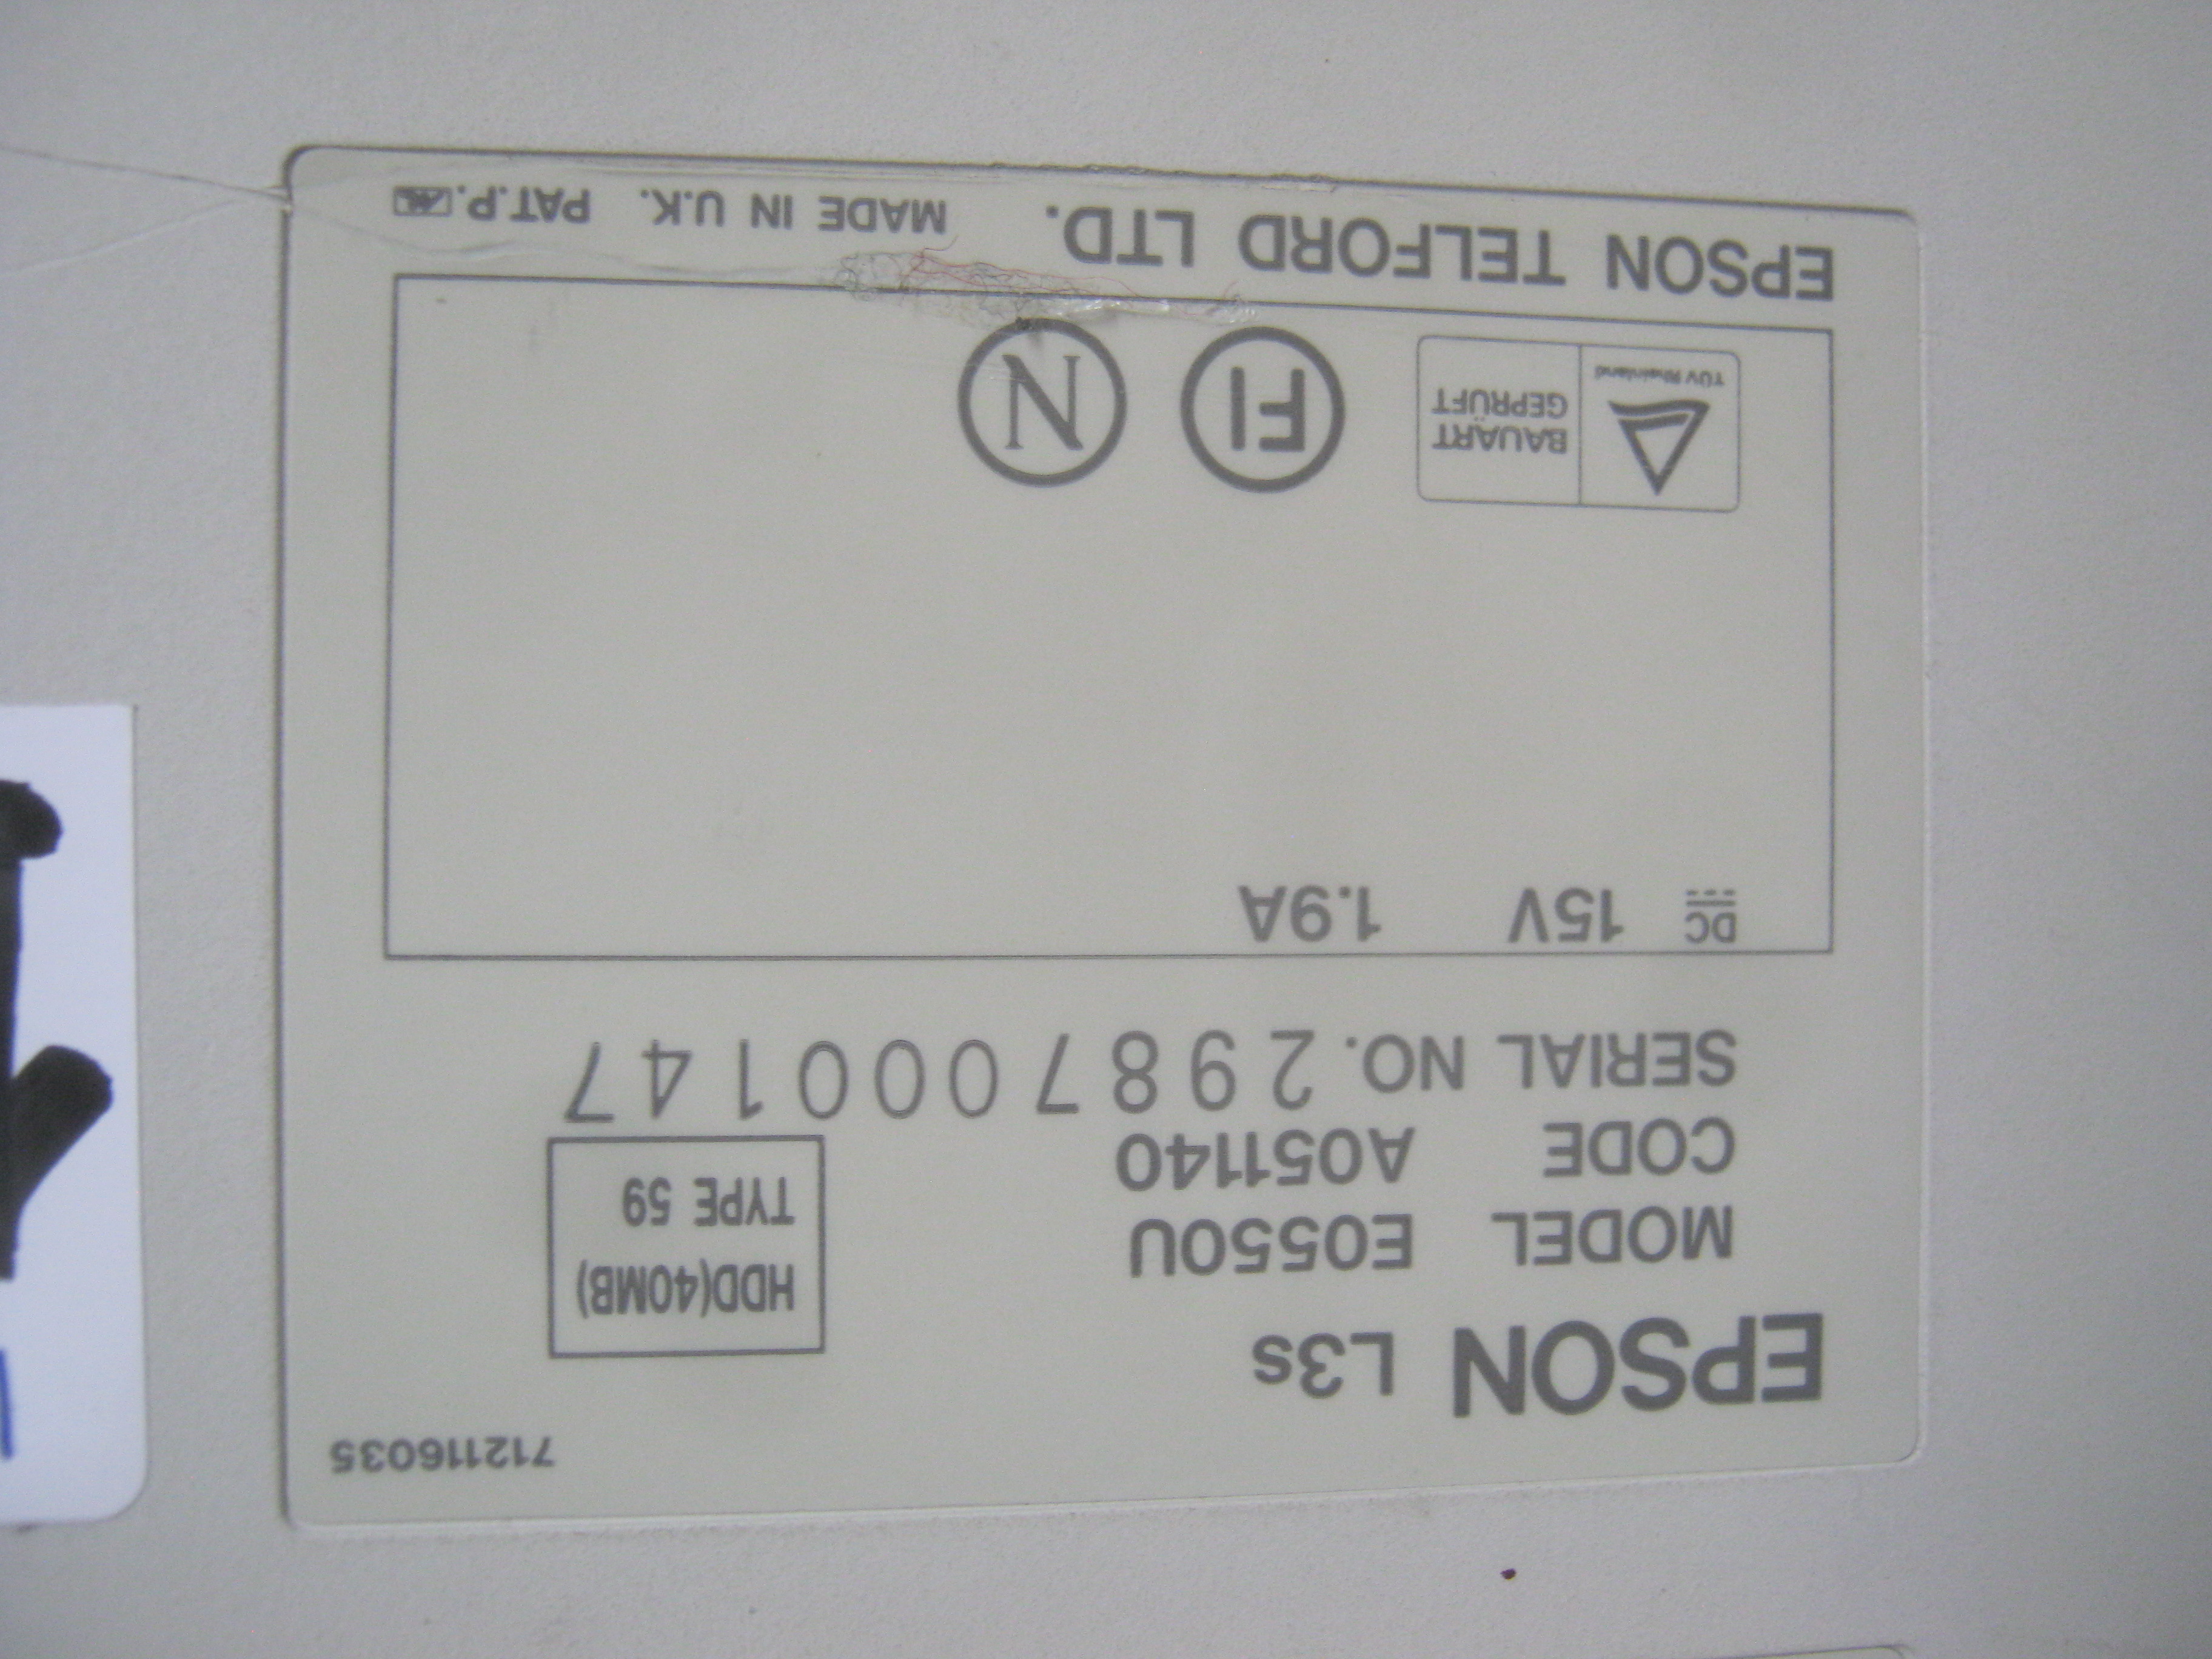 712116035
EPSON L3s
HDD(40MB)
TYPE 59
MODEL E0550U
CODE A051140
SERIAL NO. 2987000147
DC 15V 1.9A
TÜV Rheinland
BAUART
GEPRÜFT
FI
N
EPSON TELFORD LTD. MADE IN U.K. PAT.P.